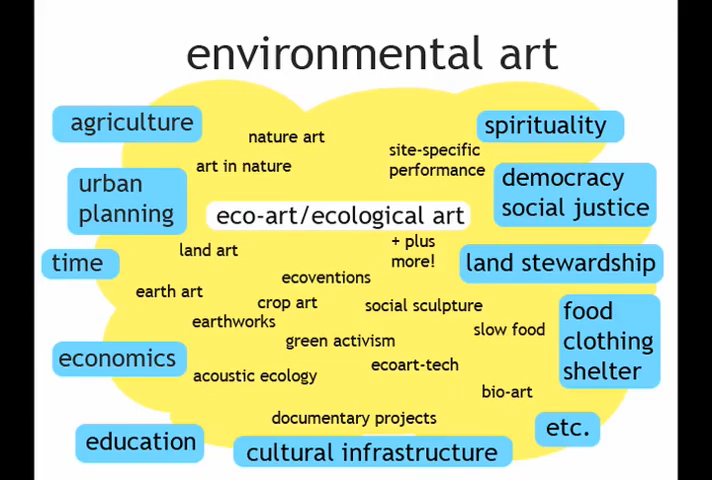 environmental art
agriculture
spirituality
nature art
site-specific
performance
art in nature
urban
planning
democracy
social justice
eco-art/ecological art
+ plus
more!
land art
time
land stewardship
ecoventions
earth art
crop art
social sculpture
food
clothing
shelter
earthworks
slow food
green activism
economics
ecoart-tech
acoustic ecology
bio-art
documentary projects
etc.
education
cultural infrastructure